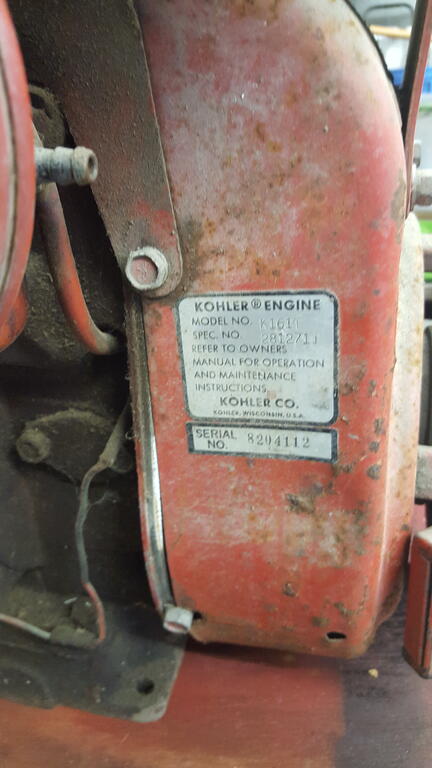 KOHLER® ENGINE
MODEL NO.
SPEC. NO.
REFER TO OWNERS
MANUAL FOR OPERATION
AND MAINTENANCE
INSTRUCTIONS.
KOHLER CO.
KOHLER, WISCONSIN, U.S.A.
SERIAL
NO. 8204112